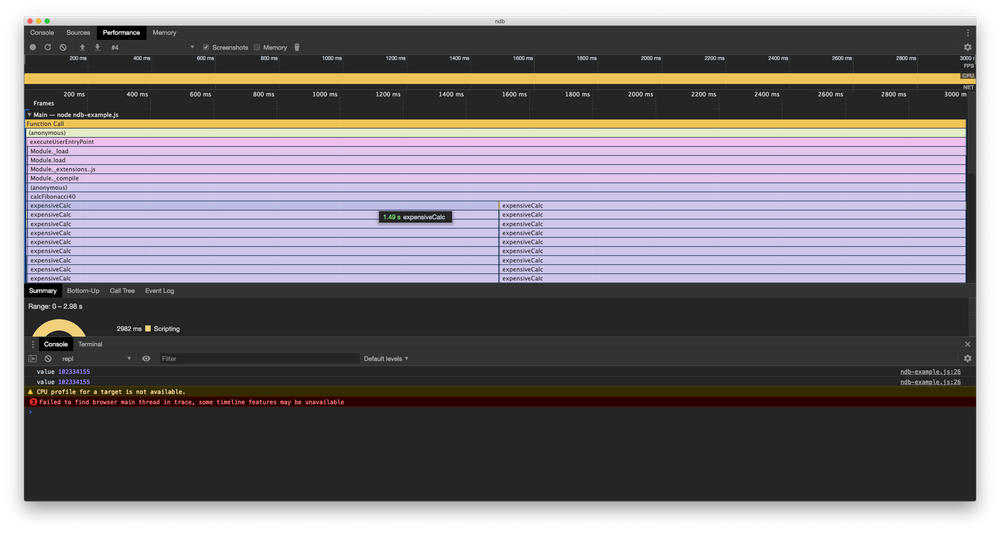 ndb
Console Sources Performance Memory
#4 Screenshots Memory
200 ms 400 ms 600 ms 800 ms 1000 ms 1200 ms 1400 ms 1600 ms 1800 ms 2000 ms 2200 ms 2400 ms 2600 ms 2800 ms 3000 ms
FPS
CPU
NET
200 ms 400 ms 600 ms 800 ms 1000 ms 1200 ms 1400 ms 1600 ms 1800 ms 2000 ms 2200 ms 2400 ms 2600 ms 2800 ms 3000 m
Frames
Main — node ndb-example.js
Function Call
(anonymous)
executeUserEntryPoint
Module._load
Module.load
Module._extensions..js
Module._compile
(anonymous)
calcFibonacci40
expensiveCalc expensiveCalc
expensiveCalc 1.49 s expensiveCalc expensiveCalc
expensiveCalc expensiveCalc
expensiveCalc expensiveCalc
expensiveCalc expensiveCalc
expensiveCalc expensiveCalc
expensiveCalc expensiveCalc
expensiveCalc expensiveCalc
expensiveCalc expensiveCalc
Summary Bottom-Up Call Tree Event Log
Range: 0 – 2.98 s
2982 ms Scripting
Console Terminal
repl Filter Default levels
value 102334155 ndb-example.js:26
value 102334155 ndb-example.js:26
CPU profile for a target is not available.
Failed to find browser main thread in trace, some timeline features may be unavailable